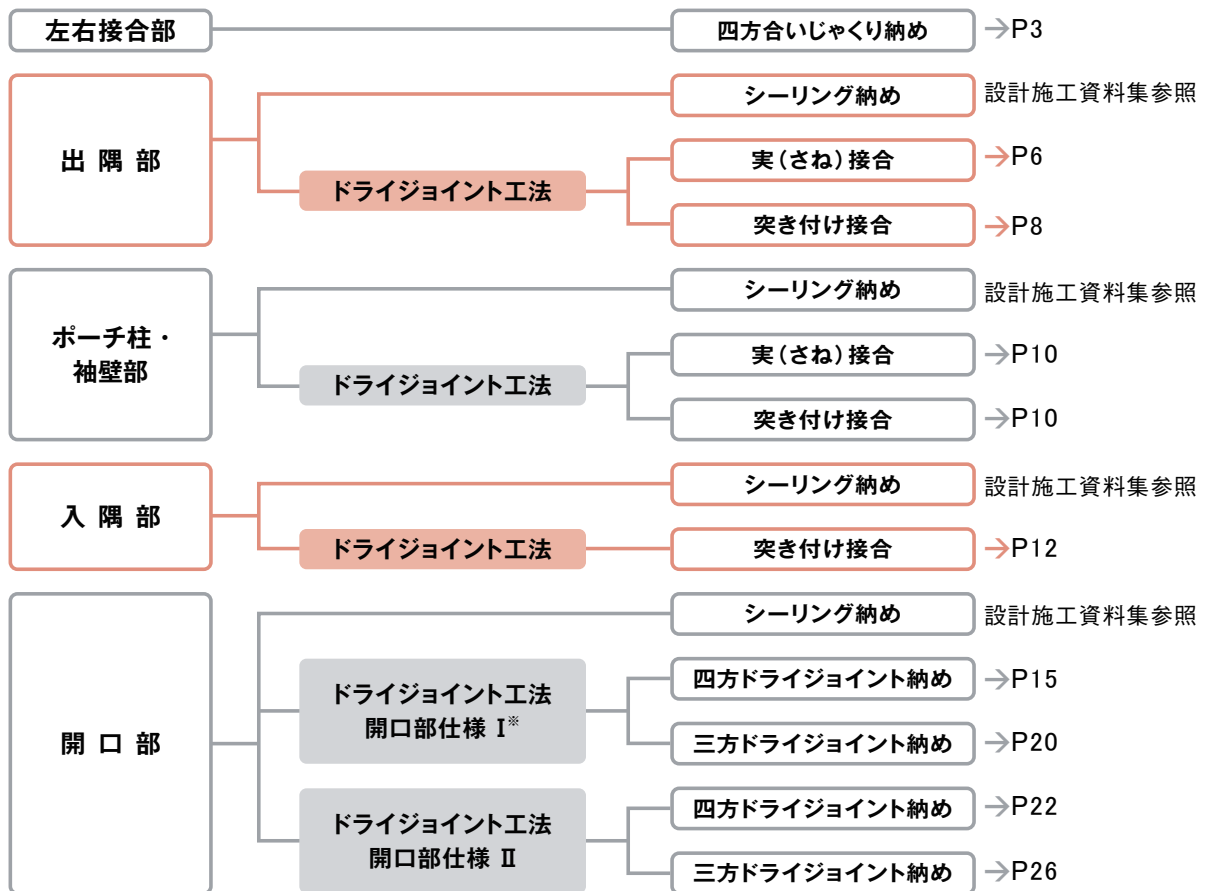 左右接合部
四方合いじゃくり納め
→P3
出隅部
シーリング納め
設計施工資料集参照
ドライジョイント工法
実(さね)接合
→P6
突き付け接合
→P8
ポーチ柱・
袖壁部
シーリング納め
設計施工資料集参照
ドライジョイント工法
実(さね)接合
→P10
突き付け接合
→P10
入隅部
シーリング納め
設計施工資料集参照
ドライジョイント工法
突き付け接合
→P12
開口部
シーリング納め
設計施工資料集参照
ドライジョイント工法
開口部仕様 Ⅰ※
四方ドライジョイント納め
→P15
三方ドライジョイント納め
→P20
ドライジョイント工法
開口部仕様 Ⅱ
四方ドライジョイント納め
→P22
三方ドライジョイント納め
→P26